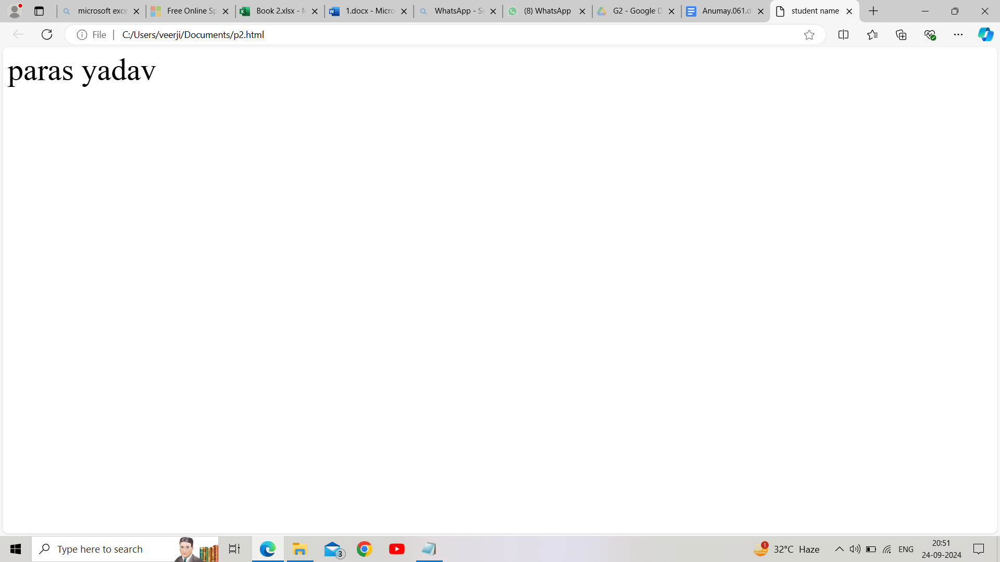 microsoft exce
Free Online Sp
Book 2.xlsx - M
1.docx - Micro
WhatsApp - Se
(8) WhatsApp
G2 - Google D
Anumay.061.d
student name
File
C:/Users/veerji/Documents/p2.html
paras yadav
Type here to search
3
1
32°C Haze
ENG
20:51
24-09-2024